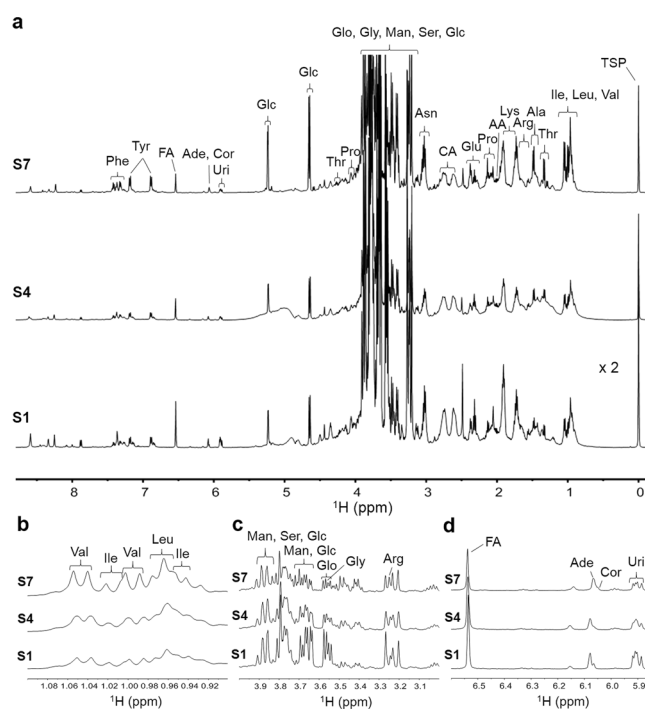 a
Glo, Gly, Man, Ser, Glc
TSP
Glc
Glc
Ile, Leu, Val
Asn
Lys Ala
AA Arg
Pro Thr
Tyr
FA Ade, Cor
Uri
Phe
Pro
Thr
CA
Glu
S7
S4
x 2
S1
8 7 6 5 4 3 2 1 0
¹H (ppm)
b
Leu
Val Val Ile
Ile
S7
S4
S1
1.08 1.06 1.04 1.02 1.00 0.98 0.96 0.94 0.92
¹H (ppm)
c
Man, Ser, Glc
Man, Glc
Glo Gly
Arg
S7
S4
S1
3.9 3.8 3.7 3.6 3.5 3.4 3.3 3.2 3.1
¹H (ppm)
d
FA
Ade Uri
Cor
S7
S4
S1
6.5 6.4 6.3 6.2 6.1 6.0 5.9
¹H (ppm)